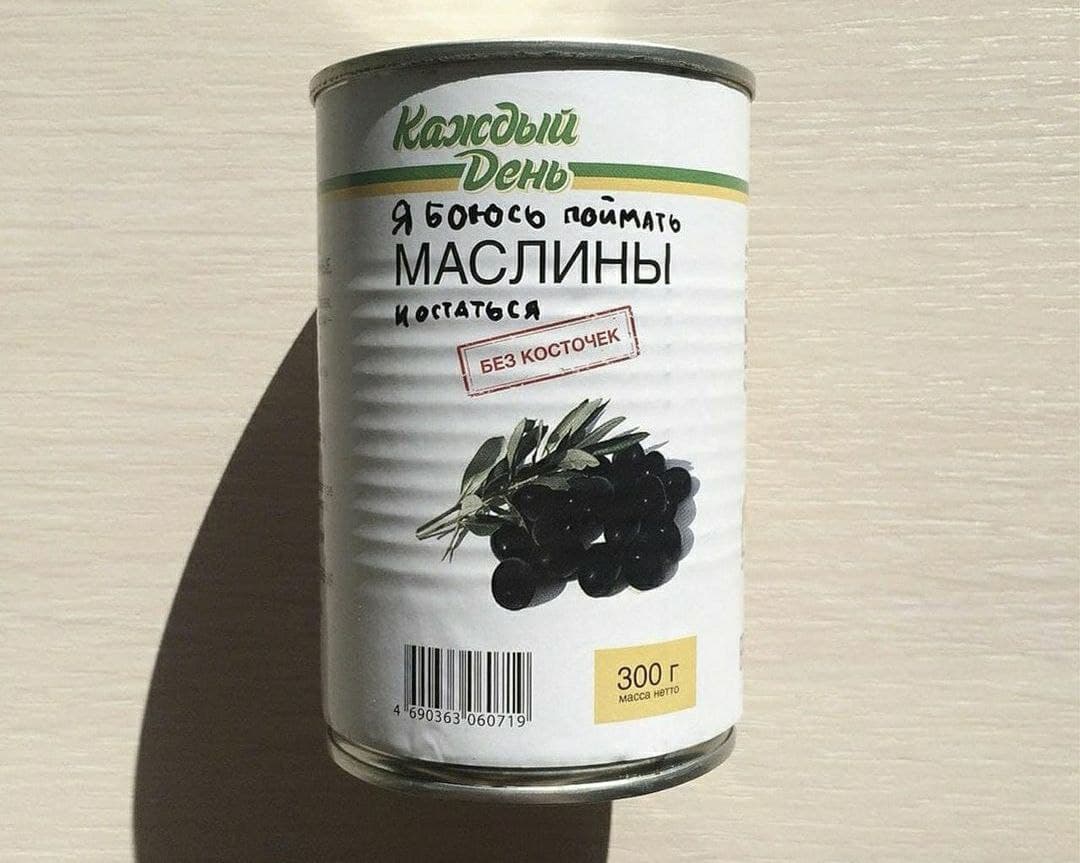 Каждый
День
Я БОЮСЬ ПОЙМАТЬ
МАСЛИНЫ
И ОСТАТЬСЯ
БЕЗ КОСТОЧЕК
300 г
масса нетто
4 690363 060719